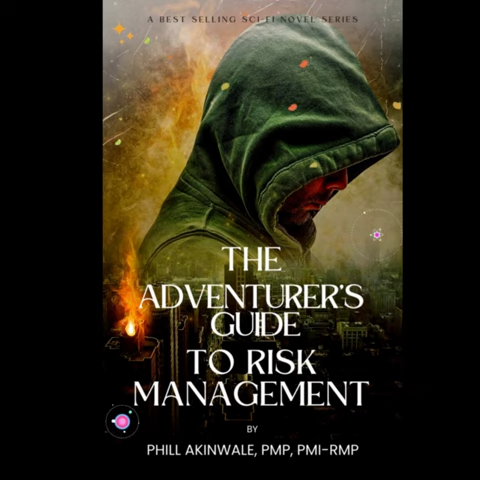 A BEST SELLING SCI-FI NOVEL SERIES
THE
ADVENTURER'S
GUIDE
TO RISK
MANAGEMENT
BY
PHILL AKINWALE, PMP, PMI-RMP